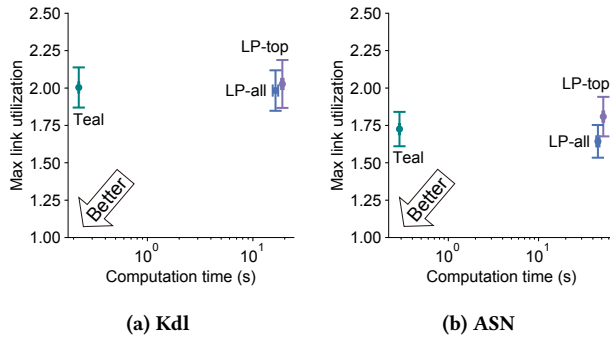 2.50
2.25
2.00
1.75
1.50
1.25
1.00
Max link utilization
LP-top
LP-all
Teal
Better
10^0
10^1
Computation time (s)
(a) Kdl
2.50
2.25
2.00
1.75
1.50
1.25
1.00
Max link utilization
LP-top
LP-all
Teal
Better
10^0
10^1
Computation time (s)
(b) ASN